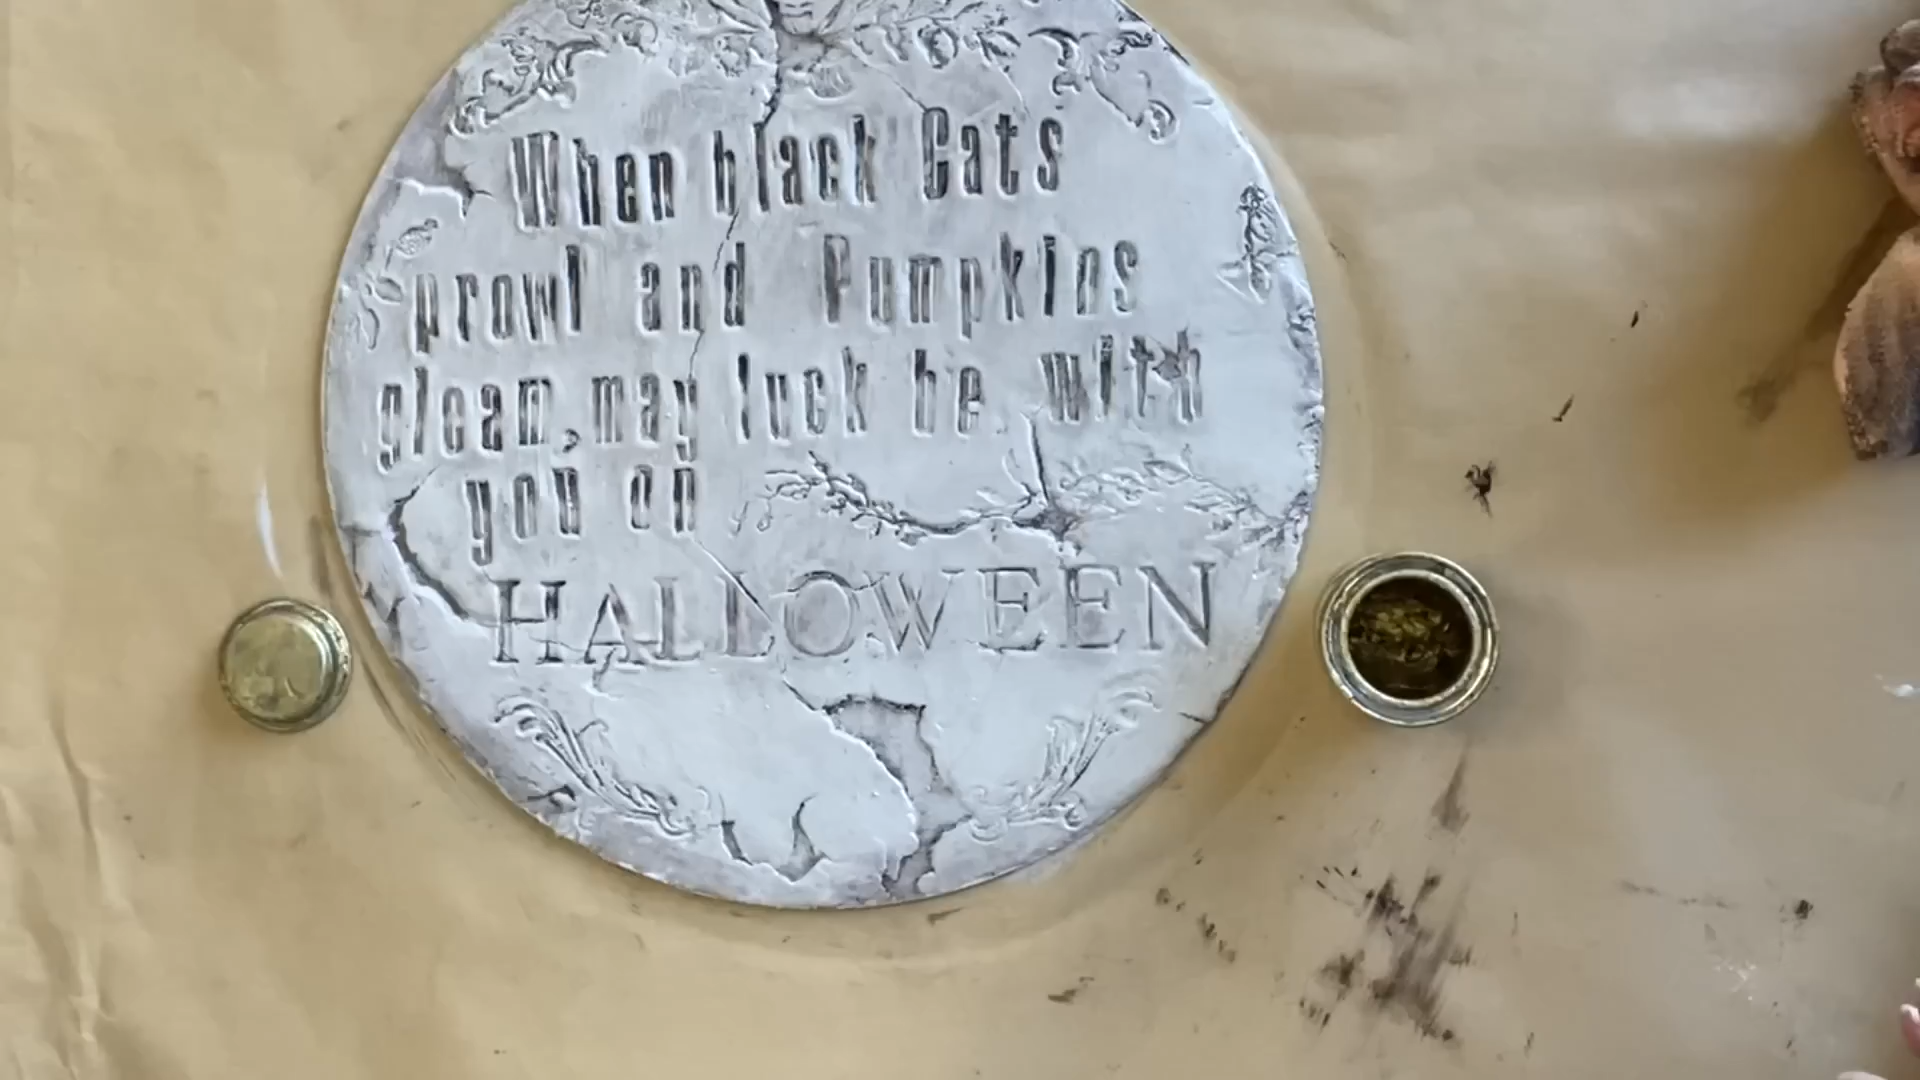 When black Cats
prowl and Pumpkins
gleam, may luck be with
you on
HALLOWEEN